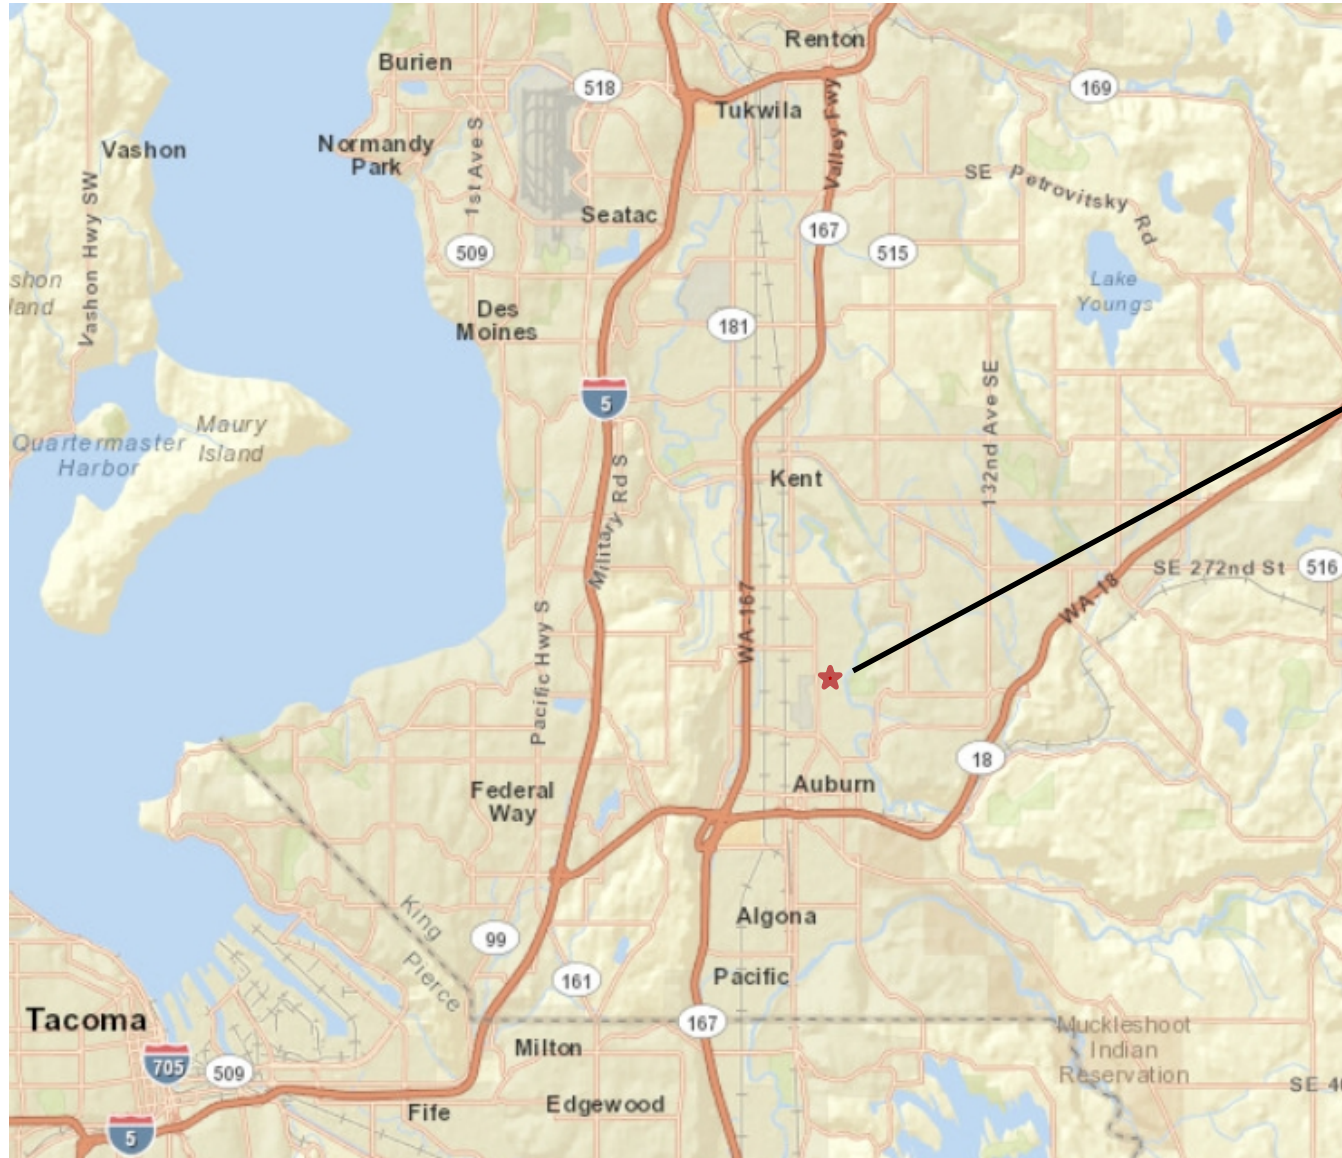 Renton
Burien
518
169
Tukwila
Valley Fwy
Vashon
Normandy
Park
1st Ave S
SE Petrovitsky Rd
Vashon Hwy SW
Seatac
167
509
515
shon
land
Lake
Youngs
Des
Moines
181
5
132nd Ave SE
Maury
Island
Quartermaster
Harbor
Kent
Military Rd S
SE 272nd St
516
WA-18
WA-167
Pacific Hwy S
18
Auburn
Federal
Way
King
Pierce
99
Algona
161
Pacific
Tacoma
167
Muckleshoot
Indian
Reservation
Milton
705
509
SE 40
Edgewood
Fife
5